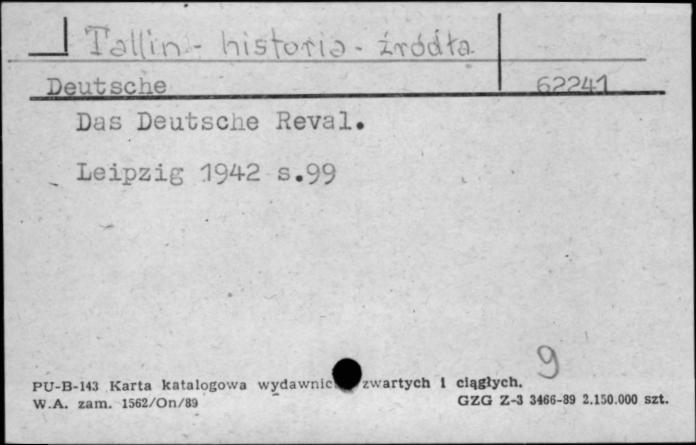 Tallin - historia - źródła
Deutsche 62241
Das Deutsche Reval.
Leipzig 1942 s.99
9
PU-B-143 Karta katalogowa wydawnic zwartych i ciągłych.
W.A. zam. 1562/On/89 GZG Z-3 3466-89 2.150.000 szt.